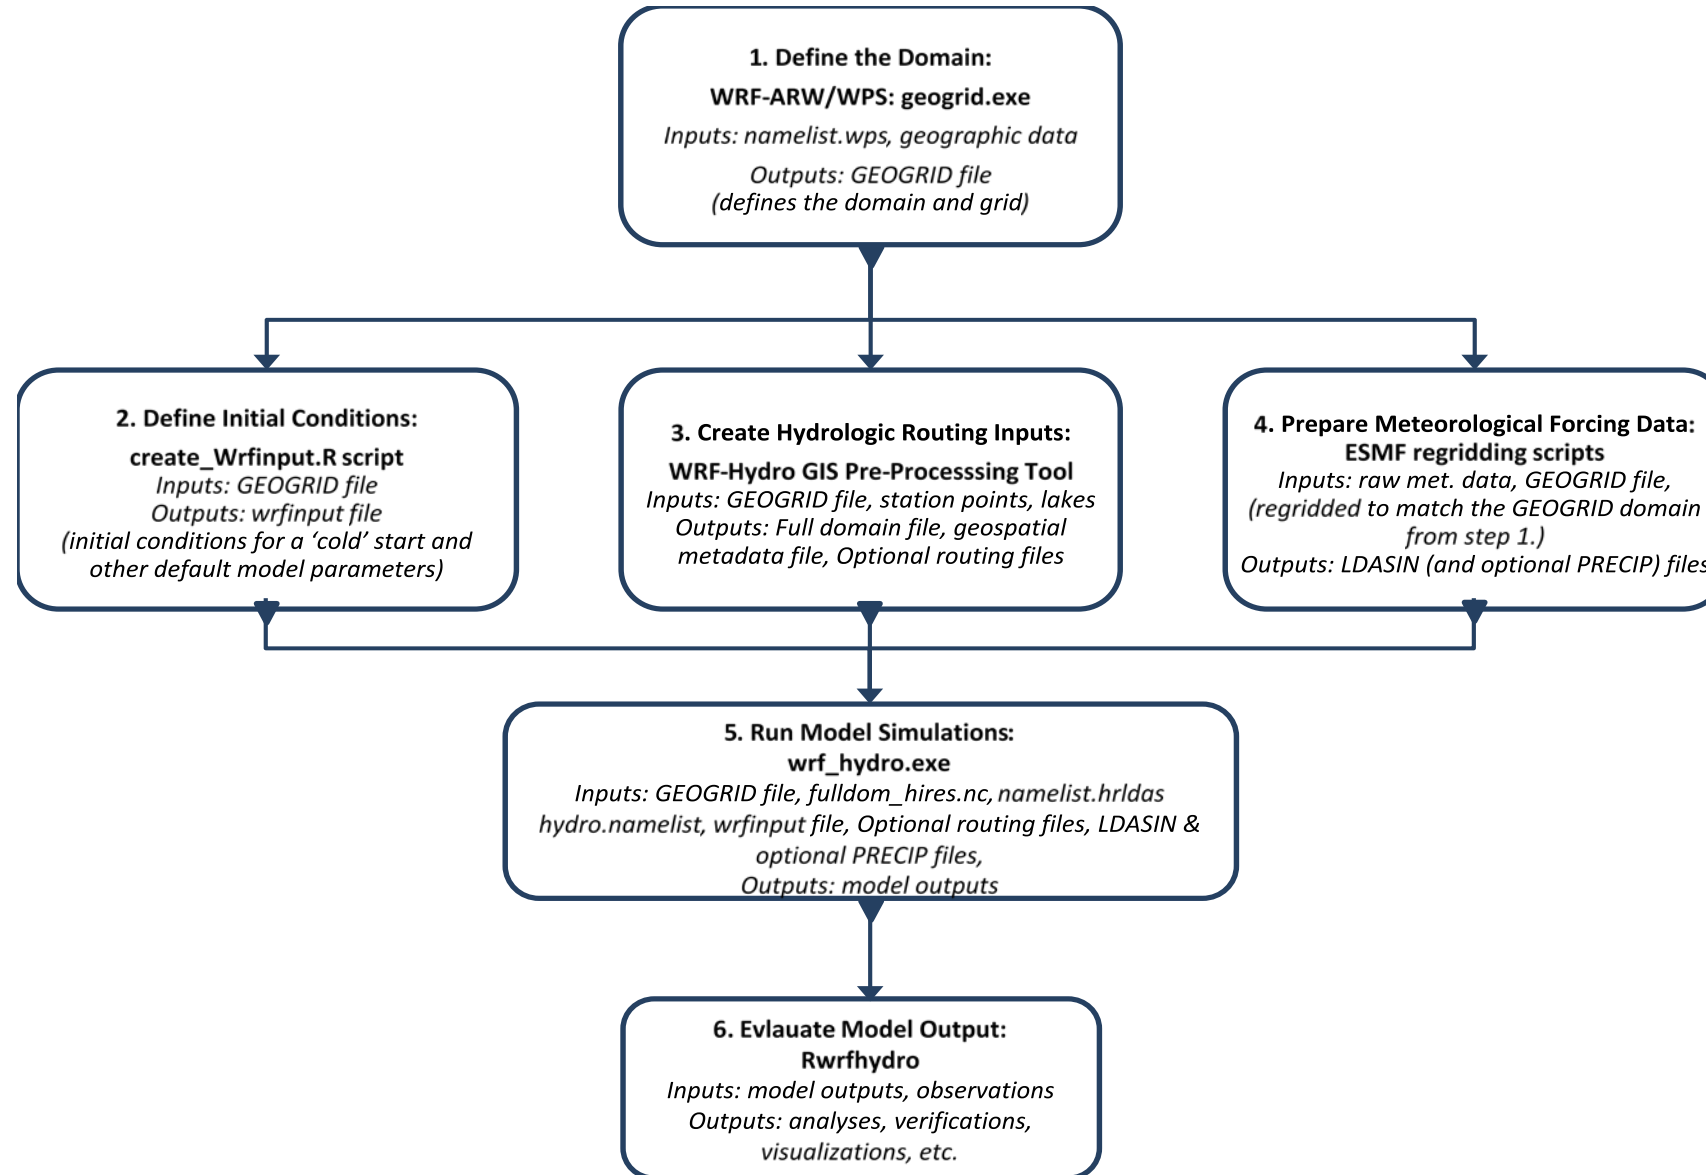 1. Define the Domain:
WRF-ARW/WPS: geogrid.exe
Inputs: namelist.wps, geographic data
Outputs: GEOGRID file
(defines the domain and grid)
2. Define Initial Conditions:
create_Wrfinput.R script
Inputs: GEOGRID file
Outputs: wrfinput file
(initial conditions for a ‘cold’ start and
other default model parameters)
3. Create Hydrologic Routing Inputs:
WRF-Hydro GIS Pre-Processsing Tool
Inputs: GEOGRID file, station points, lakes
Outputs: Full domain file, geospatial
metadata file, Optional routing files
4. Prepare Meteorological Forcing Data:
ESMF regridding scripts
Inputs: raw met. data, GEOGRID file,
(regridded to match the GEOGRID domain
from step 1.)
Outputs: LDASIN (and optional PRECIP) files
5. Run Model Simulations:
wrf_hydro.exe
Inputs: GEOGRID file, fulldom_hires.nc, namelist.hrldas
hydro.namelist, wrfinput file, Optional routing files, LDASIN &
optional PRECIP files,
Outputs: model outputs
6. Evlauate Model Output:
Rwrfhydro
Inputs: model outputs, observations
Outputs: analyses, verifications,
visualizations, etc.